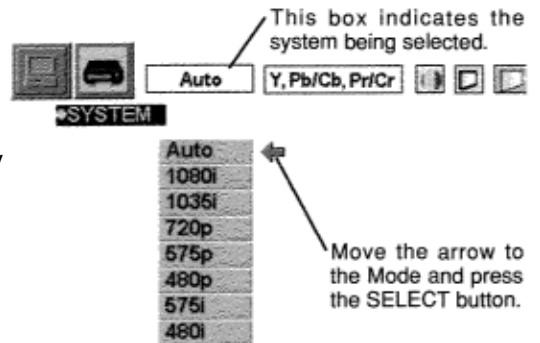 This box indicates the
system being selected.
Auto
Y, Pb/Cb, Pr/Cr
SYSTEM
Auto
1080i
1035i
720p
575p
480p
575i
480i
Move the arrow to
the Mode and press
the SELECT button.